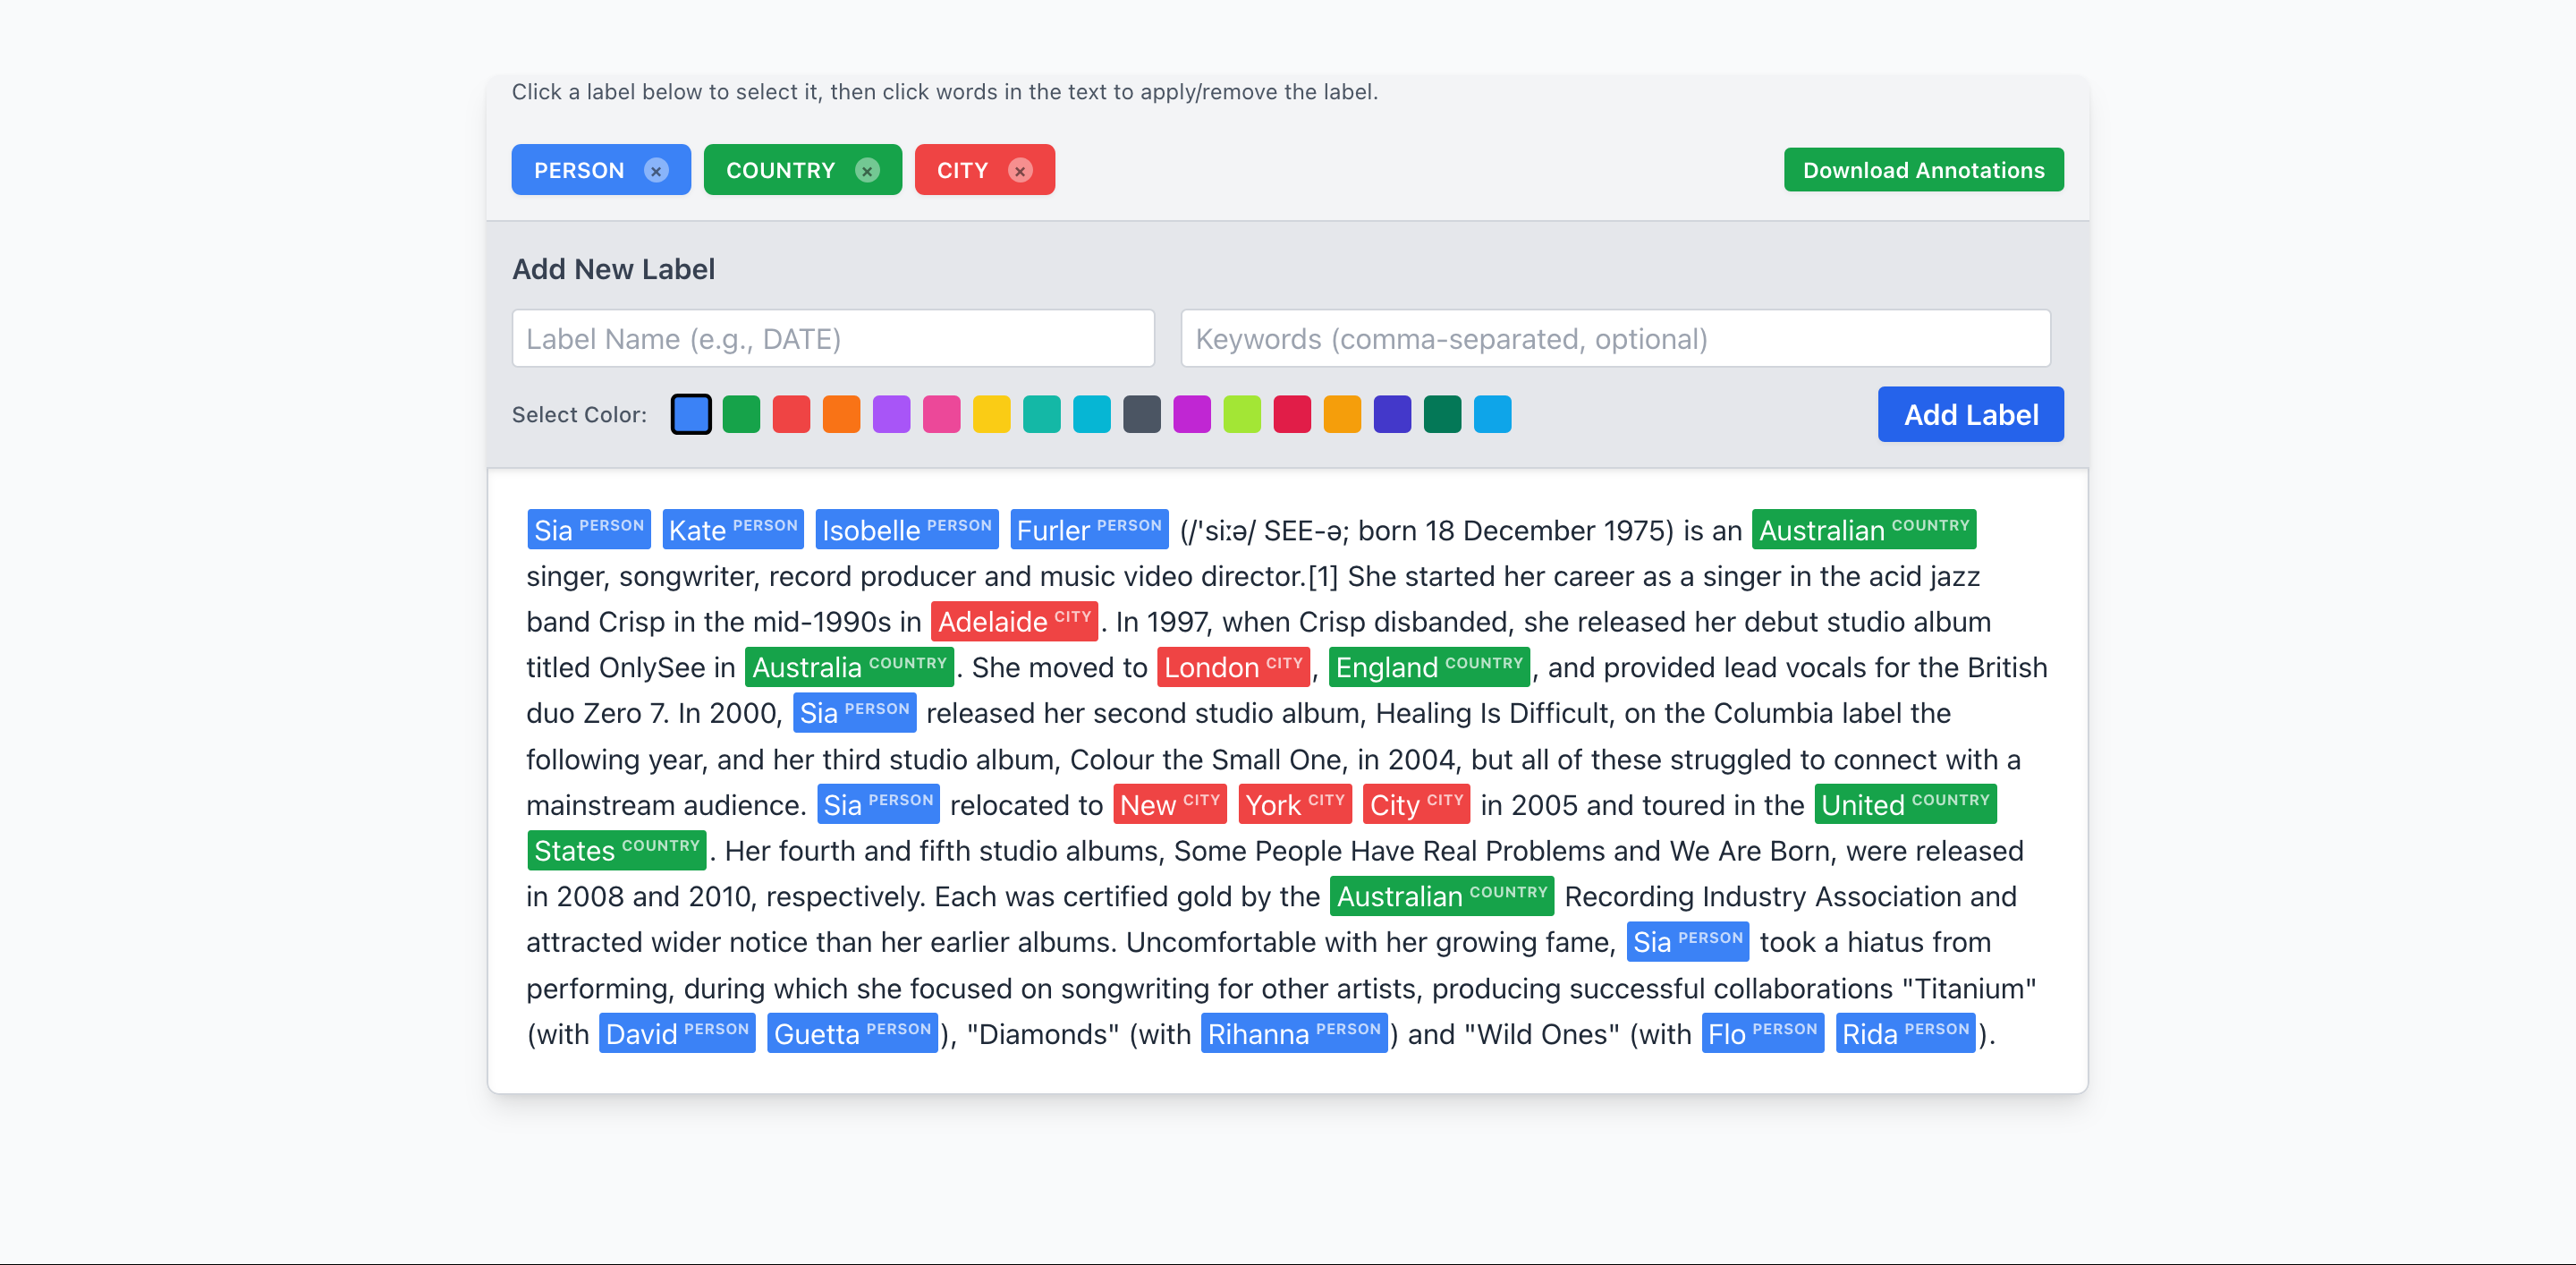 Click a label below to select it, then click words in the text to apply/remove the label.
PERSON × COUNTRY × CITY × Download Annotations
Add New Label
Label Name (e.g., DATE) Keywords (comma-separated, optional)
Select Color: Add Label
Sia PERSON Kate PERSON Isobelle PERSON Furler PERSON (/'siːə/ SEE-ə; born 18 December 1975) is an Australian COUNTRY
singer, songwriter, record producer and music video director.[1] She started her career as a singer in the acid jazz
band Crisp in the mid-1990s in Adelaide CITY . In 1997, when Crisp disbanded, she released her debut studio album
titled OnlySee in Australia COUNTRY . She moved to London CITY , England COUNTRY , and provided lead vocals for the British
duo Zero 7. In 2000, Sia PERSON released her second studio album, Healing Is Difficult, on the Columbia label the
following year, and her third studio album, Colour the Small One, in 2004, but all of these struggled to connect with a
mainstream audience. Sia PERSON relocated to New CITY York CITY City CITY in 2005 and toured in the United COUNTRY
States COUNTRY . Her fourth and fifth studio albums, Some People Have Real Problems and We Are Born, were released
in 2008 and 2010, respectively. Each was certified gold by the Australian COUNTRY Recording Industry Association and
attracted wider notice than her earlier albums. Uncomfortable with her growing fame, Sia PERSON took a hiatus from
performing, during which she focused on songwriting for other artists, producing successful collaborations "Titanium"
(with David PERSON Guetta PERSON ), "Diamonds" (with Rihanna PERSON ) and "Wild Ones" (with Flo PERSON Rida PERSON ).